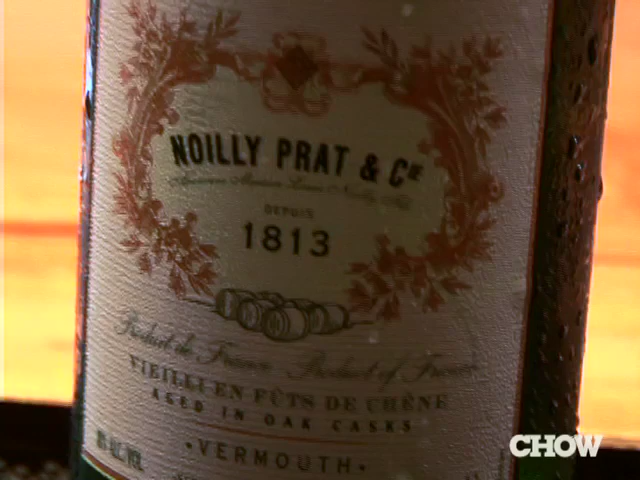 NOILLY PRAT & CIE
DEPUIS
1813
Produit de France Product of France
VIEILLI EN FÛTS DE CHÊNE
AGED IN OAK CASKS
·VERMOUTH·
CHOW